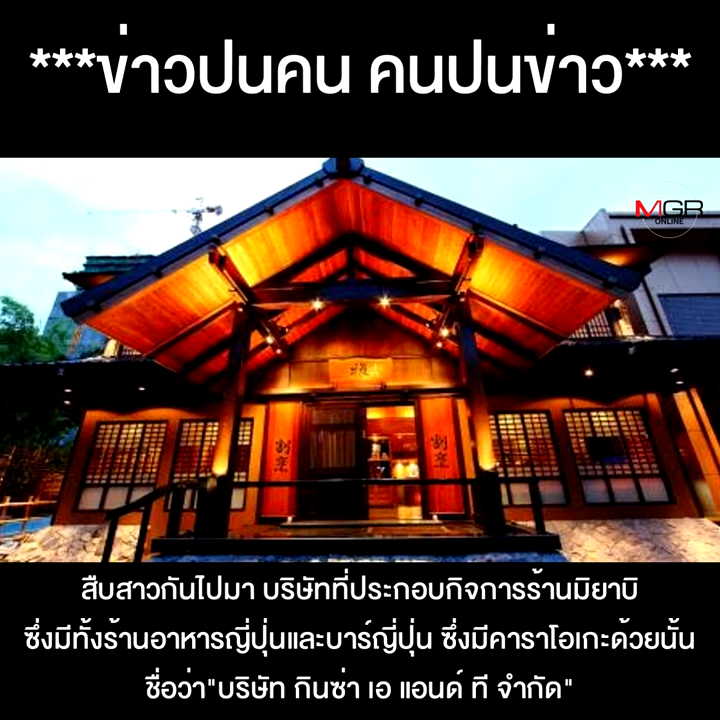 ***ข่าวปนคน คนปนข่าว***
MGR
ONLINE
割烹
割烹
สืบสาวกันไปมา บริษัทที่ประกอบกิจการร้านมิยาบิ
ซึ่งมีทั้งร้านอาหารญี่ปุ่นและบาร์ญี่ปุ่น ซึ่งมีคาราโอเกะด้วยนั้น
ชื่อว่า"บริษัท กินซ่า เอ แอนด์ ที จำกัด"